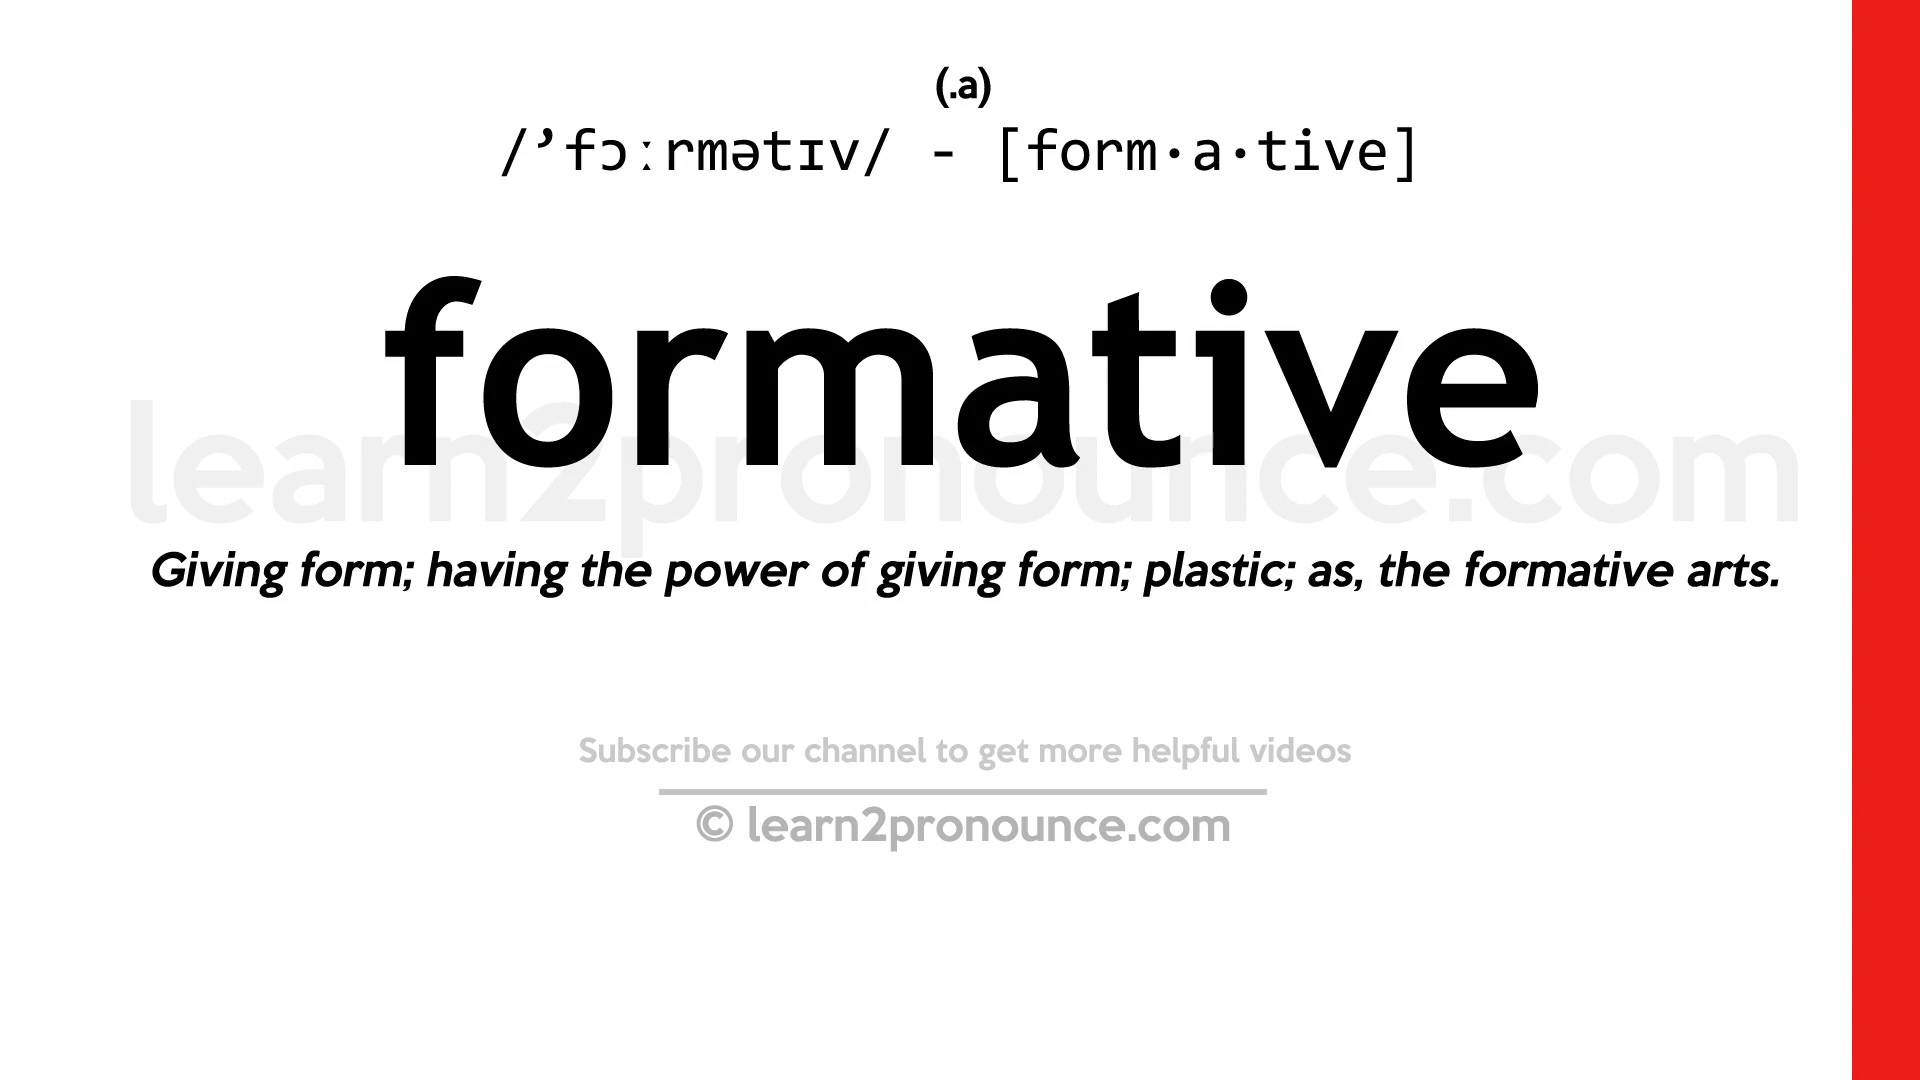 (.a)
/’fɔːrmətɪv/ - [form·a·tive]
formative
learn2pronounce.com
Giving form; having the power of giving form; plastic; as, the formative arts.
Subscribe our channel to get more helpful videos
© learn2pronounce.com